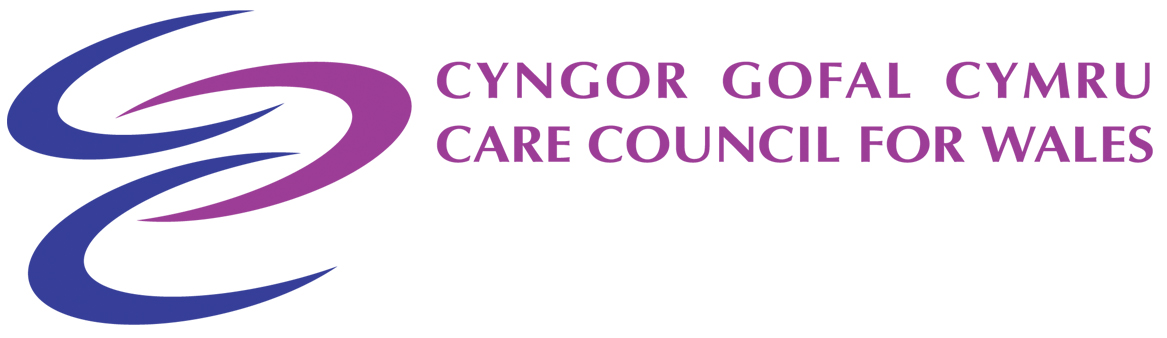 CYNGOR GOFAL CYMRU
CARE COUNCIL FOR WALES